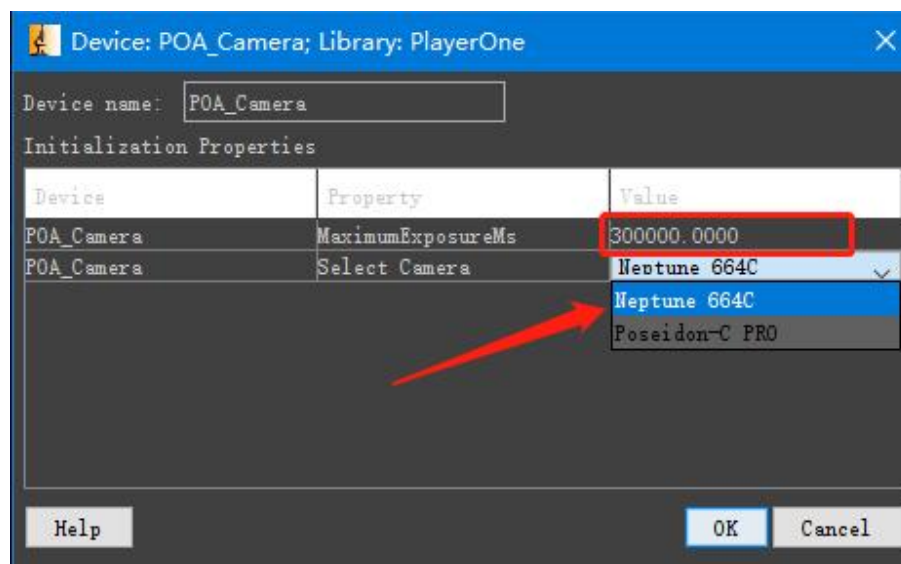 Device: POA_Camera; Library: PlayerOne
Device name: POA_Camera
Initialization Properties
Device Property Value
POA_Camera MaximumExposureMs 300000.0000
POA_Camera Select Camera Neptune 664C
Neptune 664C
Poseidon-C PRO
Help OK Cancel